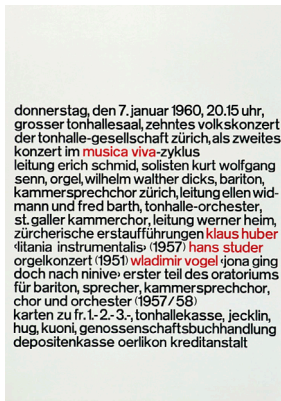 donnerstag, den 7. januar 1960, 20.15 uhr,
grosser tonhallesaal, zehntes volkskonzert
der tonhalle-gesellschaft zürich, als zweites
konzert im musica viva-zyklus
leitung erich schmid, solisten kurt wolfgang
senn, orgel, wilhelm walther dicks, bariton,
kammersprechchor zürich, leitung ellen wid-
mann und fred barth, tonhalle-orchester,
st. galler kammerchor, leitung werner heim,
zürcherische erstaufführungen klaus huber
‹litania instrumentalis› (1957) hans studer
orgelkonzert (1951) wladimir vogel ‹jona ging
doch nach ninive› erster teil des oratoriums
für bariton, sprecher, kammersprechchor,
chor und orchester (1957/58)
karten zu fr. 1.- 2.- 3.-, tonhallekasse, jecklin,
hug, kuoni, genossenschaftsbuchhandlung
depositenkasse oerlikon kreditanstalt